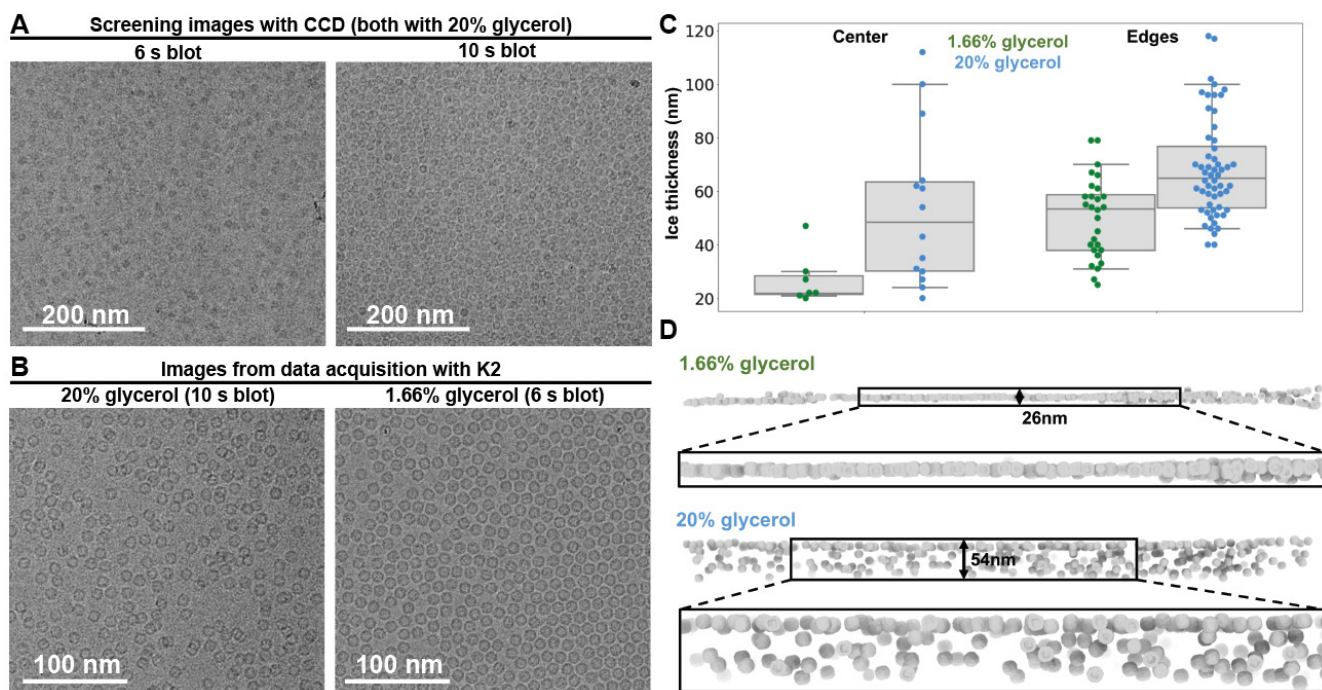 A
Screening images with CCD (both with 20% glycerol)
6 s blot
10 s blot
200 nm
200 nm
B
Images from data acquisition with K2
20% glycerol (10 s blot)
1.66% glycerol (6 s blot)
100 nm
100 nm
C
Center
Edges
1.66% glycerol
20% glycerol
Ice thickness (nm)
120
100
80
60
40
20
D
1.66% glycerol
26nm
20% glycerol
54nm